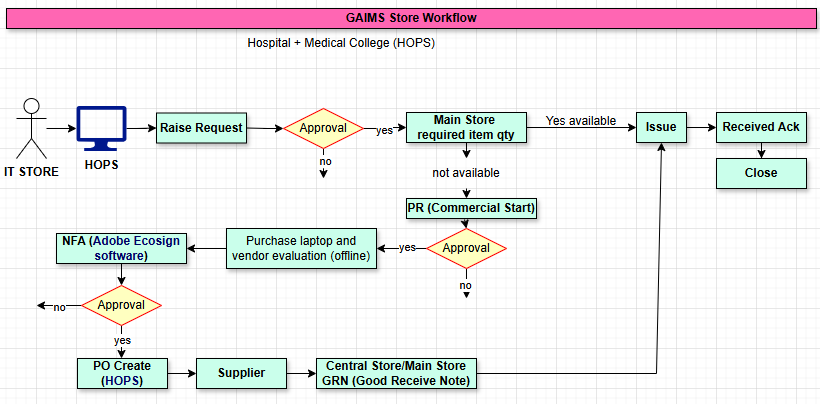 GAIMS Store Workflow
Hospital + Medical College (HOPS)
IT STORE
HOPS
Raise Request
Approval
yes
no
Main Store
required item qty
Yes available
Issue
Received Ack
Close
not available
PR (Commercial Start)
Approval
yes
no
Purchase laptop and
vendor evaluation (offline)
NFA (Adobe Ecosign
software)
Approval
no
yes
PO Create
(HOPS)
Supplier
Central Store/Main Store
GRN (Good Receive Note)